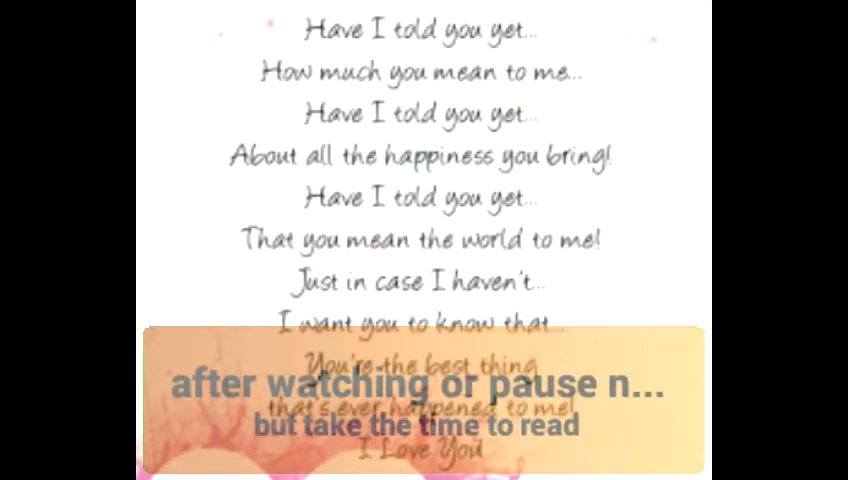 Have I told you yet...
How much you mean to me...
Have I told you yet...
About all the happiness you bring!
Have I told you yet...
That you mean the world to me!
Just in case I haven't...
I want you to know that...
You're the best thing
after watching or pause n...
that's ever happened to me!
but take the time to read
I Love You